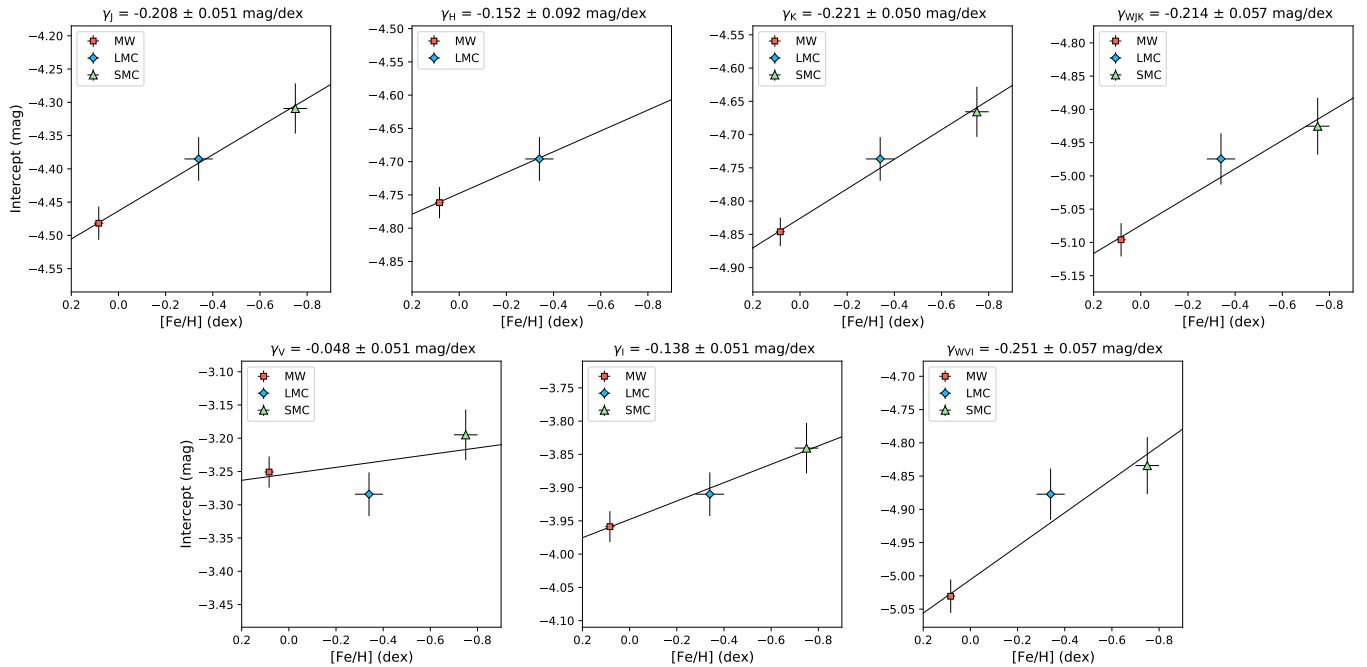 γJ = -0.208 ± 0.051 mag/dex
Intercept (mag)
−4.20
−4.25
−4.30
−4.35
−4.40
−4.45
−4.50
−4.55
MW
LMC
SMC
0.2 0.0 −0.2 −0.4 −0.6 −0.8
[Fe/H] (dex)
γH = -0.152 ± 0.092 mag/dex
−4.50
−4.55
−4.60
−4.65
−4.70
−4.75
−4.80
−4.85
MW
LMC
0.2 0.0 −0.2 −0.4 −0.6 −0.8
[Fe/H] (dex)
γK = -0.221 ± 0.050 mag/dex
−4.55
−4.60
−4.65
−4.70
−4.75
−4.80
−4.85
−4.90
MW
LMC
SMC
0.2 0.0 −0.2 −0.4 −0.6 −0.8
[Fe/H] (dex)
γWJK = -0.214 ± 0.057 mag/dex
−4.80
−4.85
−4.90
−4.95
−5.00
−5.05
−5.10
−5.15
MW
LMC
SMC
0.2 0.0 −0.2 −0.4 −0.6 −0.8
[Fe/H] (dex)
γV = -0.048 ± 0.051 mag/dex
Intercept (mag)
−3.10
−3.15
−3.20
−3.25
−3.30
−3.35
−3.40
−3.45
MW
LMC
SMC
0.2 0.0 −0.2 −0.4 −0.6 −0.8
[Fe/H] (dex)
γI = -0.138 ± 0.051 mag/dex
−3.75
−3.80
−3.85
−3.90
−3.95
−4.00
−4.05
−4.10
MW
LMC
SMC
0.2 0.0 −0.2 −0.4 −0.6 −0.8
[Fe/H] (dex)
γWVI = -0.251 ± 0.057 mag/dex
−4.70
−4.75
−4.80
−4.85
−4.90
−4.95
−5.00
−5.05
MW
LMC
SMC
0.2 0.0 −0.2 −0.4 −0.6 −0.8
[Fe/H] (dex)